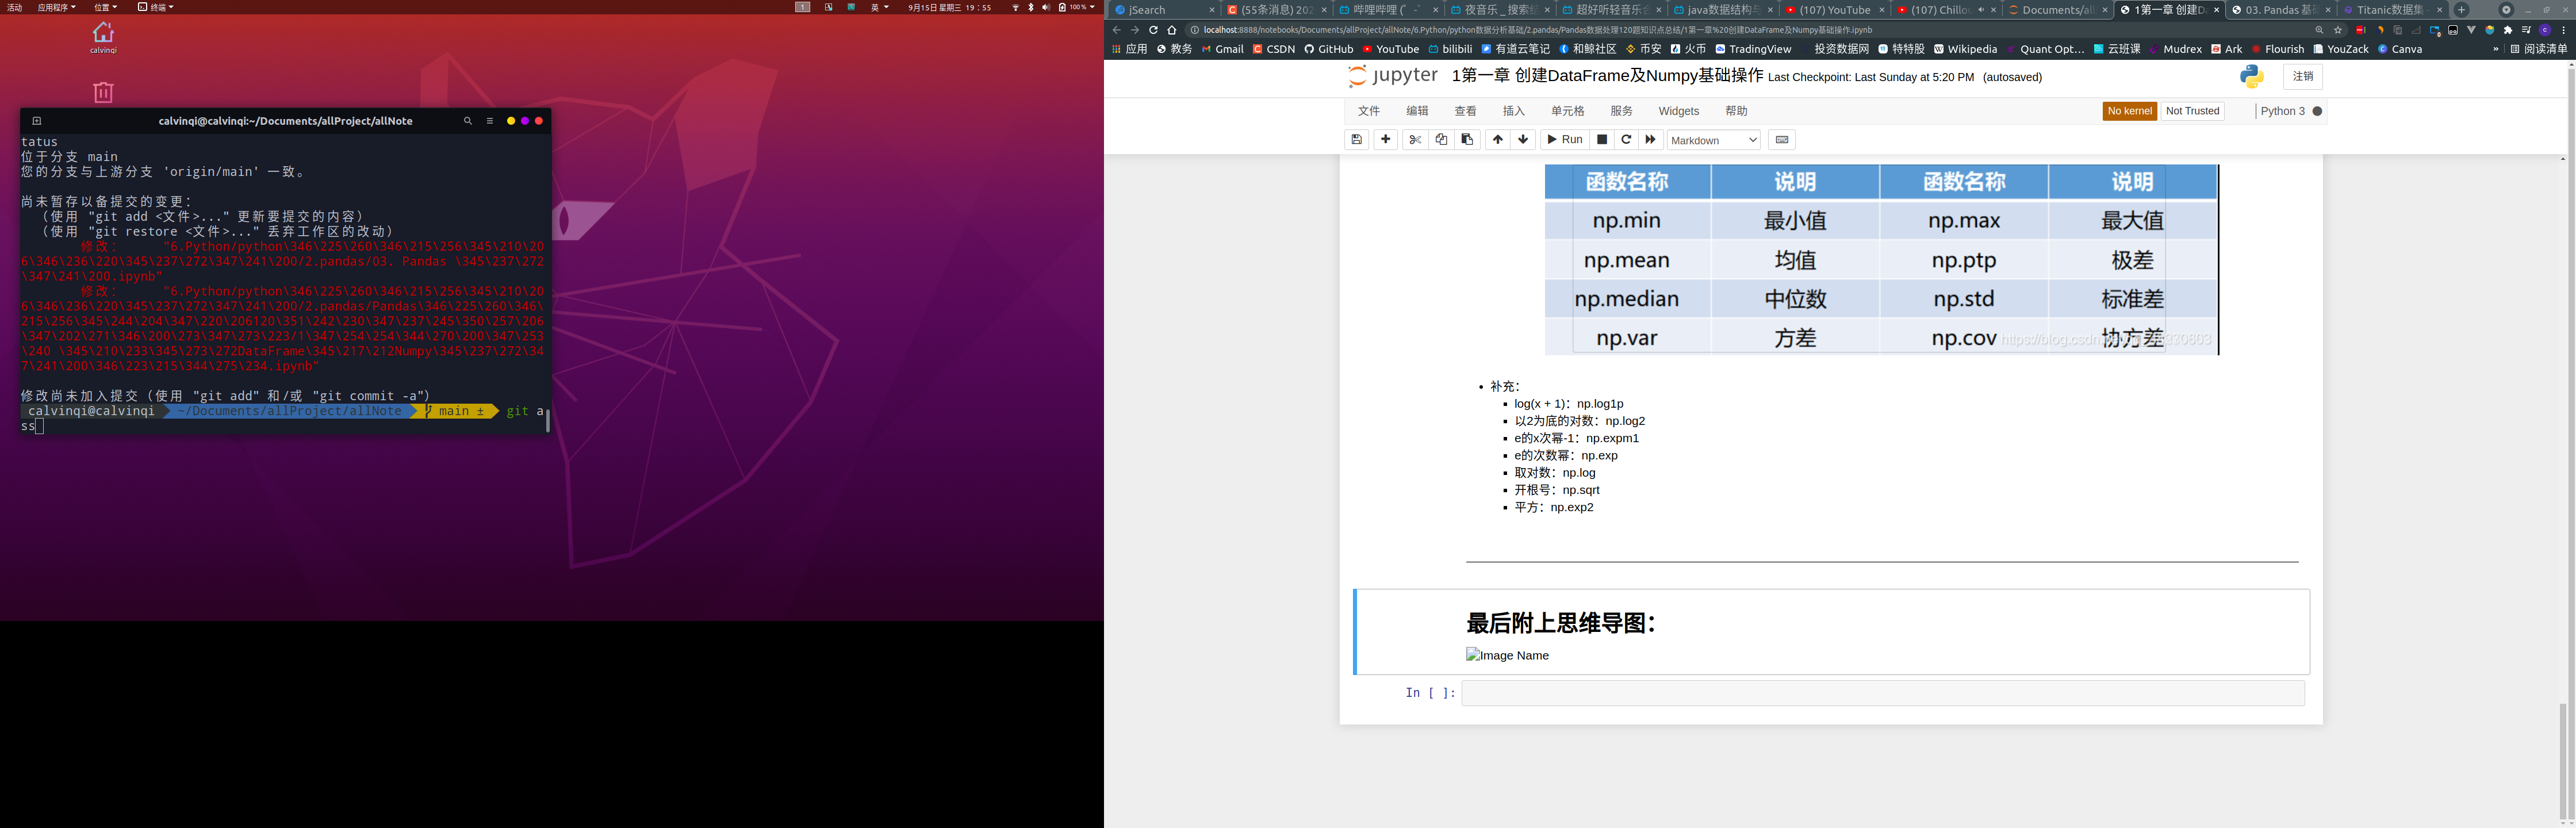 活动 应用程序 位置 终端 1 英 9月15日 星期三 19：55 100 %
calvinqi
calvinqi@calvinqi:~/Documents/allProject/allNote
tatus
位于分支 main
您的分支与上游分支 'origin/main' 一致。
尚未暂存以备提交的变更：
（使用 "git add <文件>..." 更新要提交的内容）
（使用 "git restore <文件>..." 丢弃工作区的改动）
修改： "6.Python/python\346\225\260\346\215\256\345\210\20
6\346\236\220\345\237\272\347\241\200/2.pandas/03. Pandas \345\237\272
\347\241\200.ipynb"
修改： "6.Python/python\346\225\260\346\215\256\345\210\20
6\346\236\220\345\237\272\347\241\200/2.pandas/Pandas\346\225\260\346\
215\256\345\244\204\347\220\206120\351\242\230\347\237\245\350\257\206
\347\202\271\346\200\273\347\273\223/1\347\254\254\344\270\200\347\253
\240 \345\210\233\345\273\272DataFrame\345\217\212Numpy\345\237\272\34
7\241\200\346\223\215\344\275\234.ipynb"
修改尚未加入提交（使用 "git add" 和/或 "git commit -a"）
calvinqi@calvinqi ~/Documents/allProject/allNote main ± git a
ss
jSearch (55条消息) 202 哔哩哔哩 (゜-゜ 夜音乐_搜索结 超好听轻音乐合 java数据结构与 (107) YouTube (107) Chillou Documents/all 1第一章 创建Da 03. Pandas 基础 Titanic数据集
localhost:8888/notebooks/Documents/allProject/allNote/6.Python/python数据分析基础/2.pandas/Pandas数据处理120题知识点总结/1第一章%20创建DataFrame及Numpy基础操作.ipynb
应用 教务 Gmail CSDN GitHub YouTube bilibili 有道云笔记 和鲸社区 币安 火币 TradingView 投资数据网 特特股 Wikipedia Quant Opt... 云班课 Mudrex Ark Flourish YouZack Canva » 阅读清单
jupyter 1第一章 创建DataFrame及Numpy基础操作 Last Checkpoint: Last Sunday at 5:20 PM (autosaved) 注销
文件 编辑 查看 插入 单元格 服务 Widgets 帮助 No kernel Not Trusted Python 3
Run Markdown
函数名称 说明 函数名称 说明
np.min 最小值 np.max 最大值
np.mean 均值 np.ptp 极差
np.median 中位数 np.std 标准差
np.var 方差 np.cov 协方差
补充：
log(x + 1)：np.log1p
以2为底的对数：np.log2
e的x次幂-1：np.expm1
e的次数幂：np.exp
取对数：np.log
开根号：np.sqrt
平方：np.exp2
最后附上思维导图：
Image Name
In [ ]: